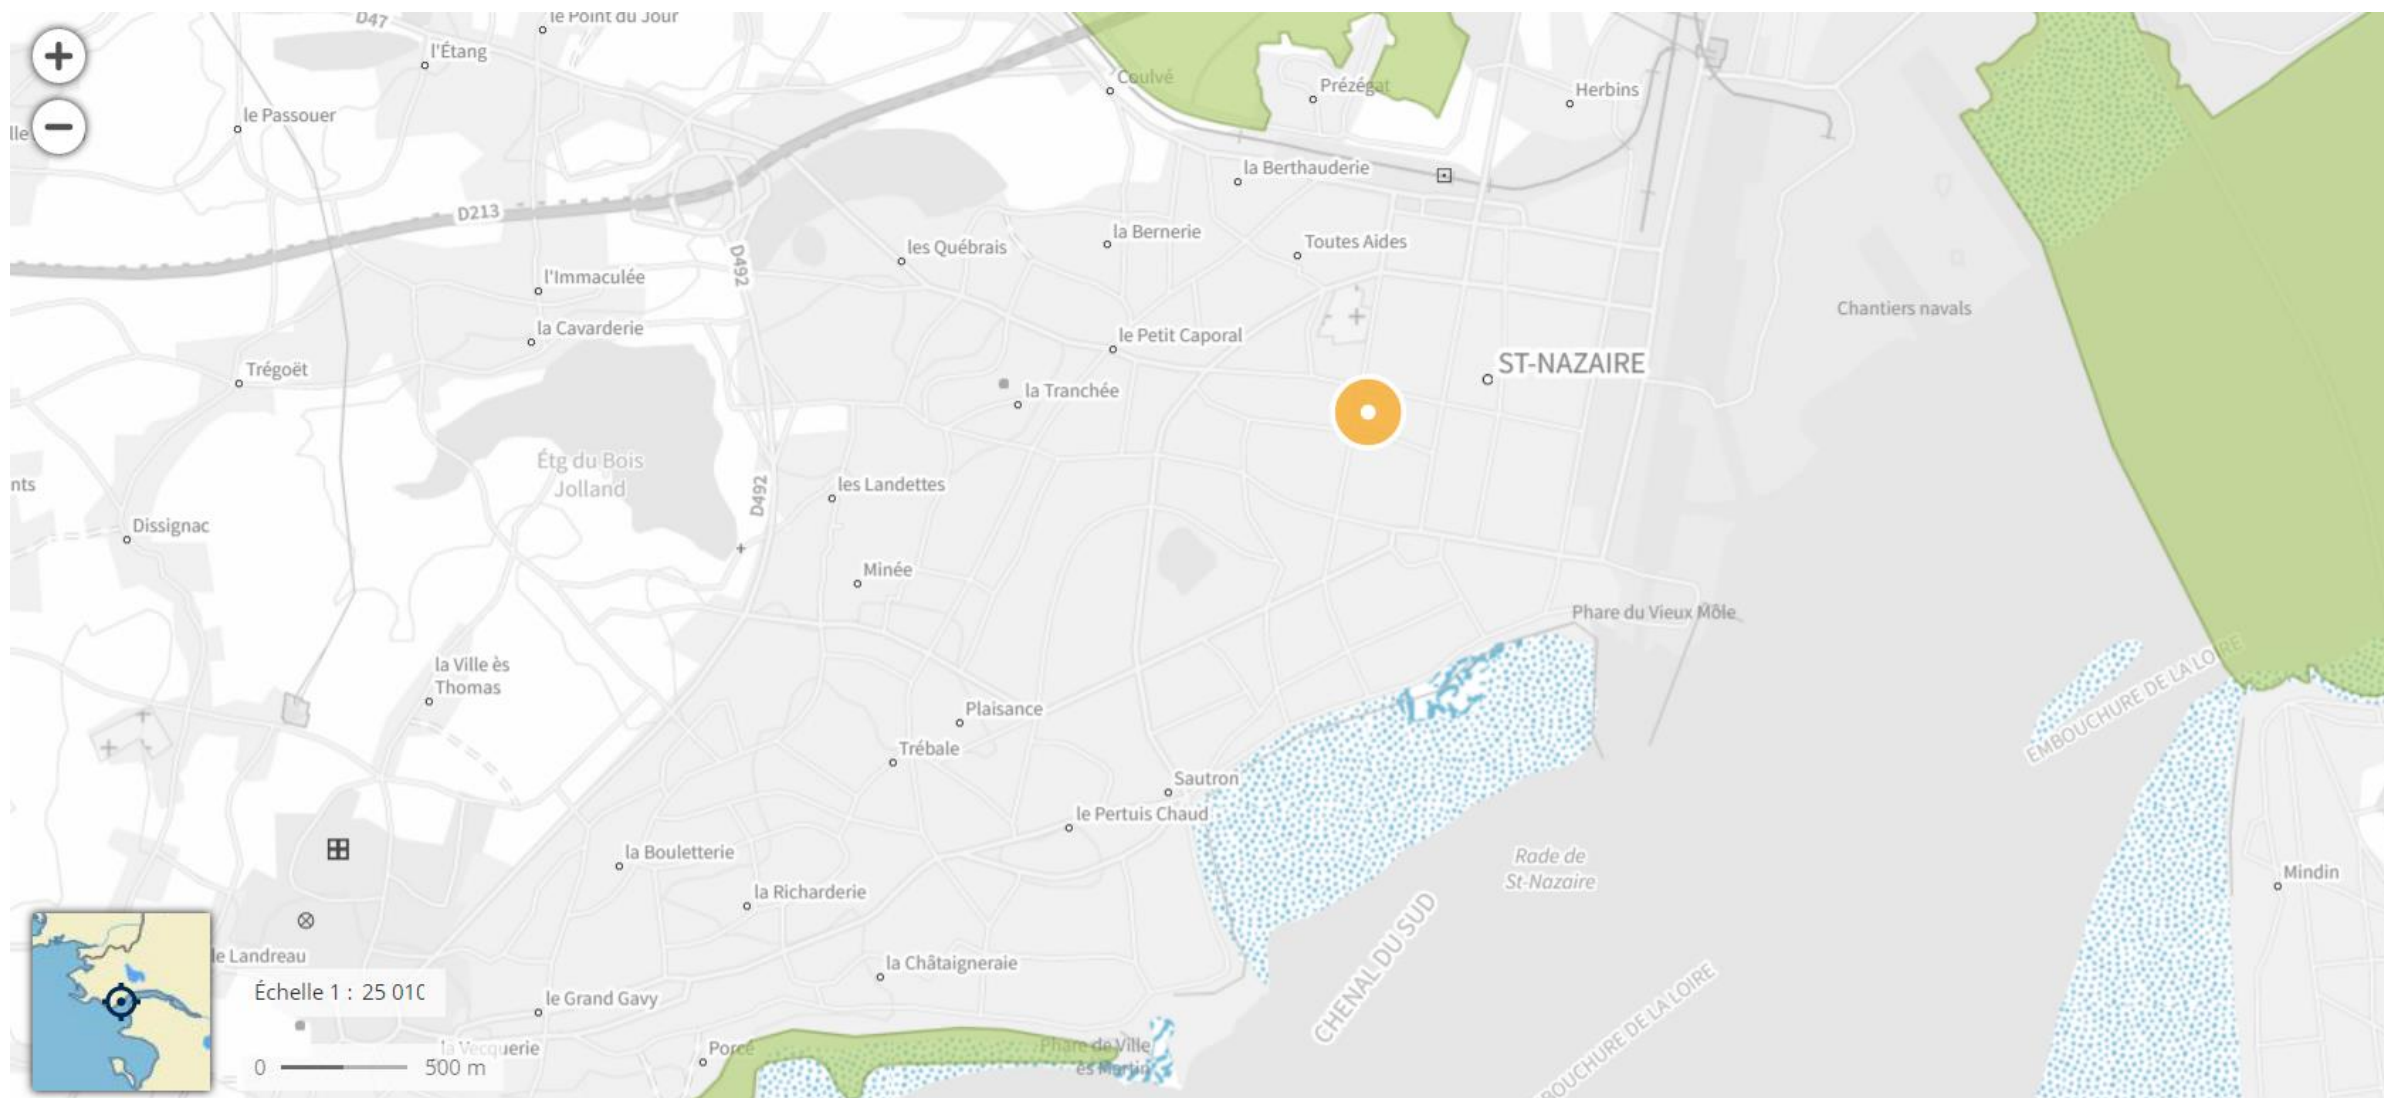 D47
le Point du Jour
l'Étang
Coulvé
Prézégat
Herbins
le Passouer
lle
la Berthauderie
D213
la Bernerie
Toutes Aides
les Québrais
D492
l'Immaculée
Chantiers navals
la Cavarderie
le Petit Caporal
ST-NAZAIRE
Trégoët
la Tranchée
Étg du Bois
Jolland
nts
les Landettes
D492
Dissignac
Minée
Phare du Vieux Môle
la Ville ès
Thomas
EMBOUCHURE DE LA LOIRE
Plaisance
Trébale
Sautron
le Pertuis Chaud
la Bouletterie
Rade de
St-Nazaire
Mindin
la Richarderie
CHENAL DU SUD
le Landreau
la Châtaigneraie
Échelle 1 : 25 010
le Grand Gavy
BOUCHURE DE LA LOIRE
la Vecquerie
Porcé
Phare de Ville
ès Martin
0 500 m